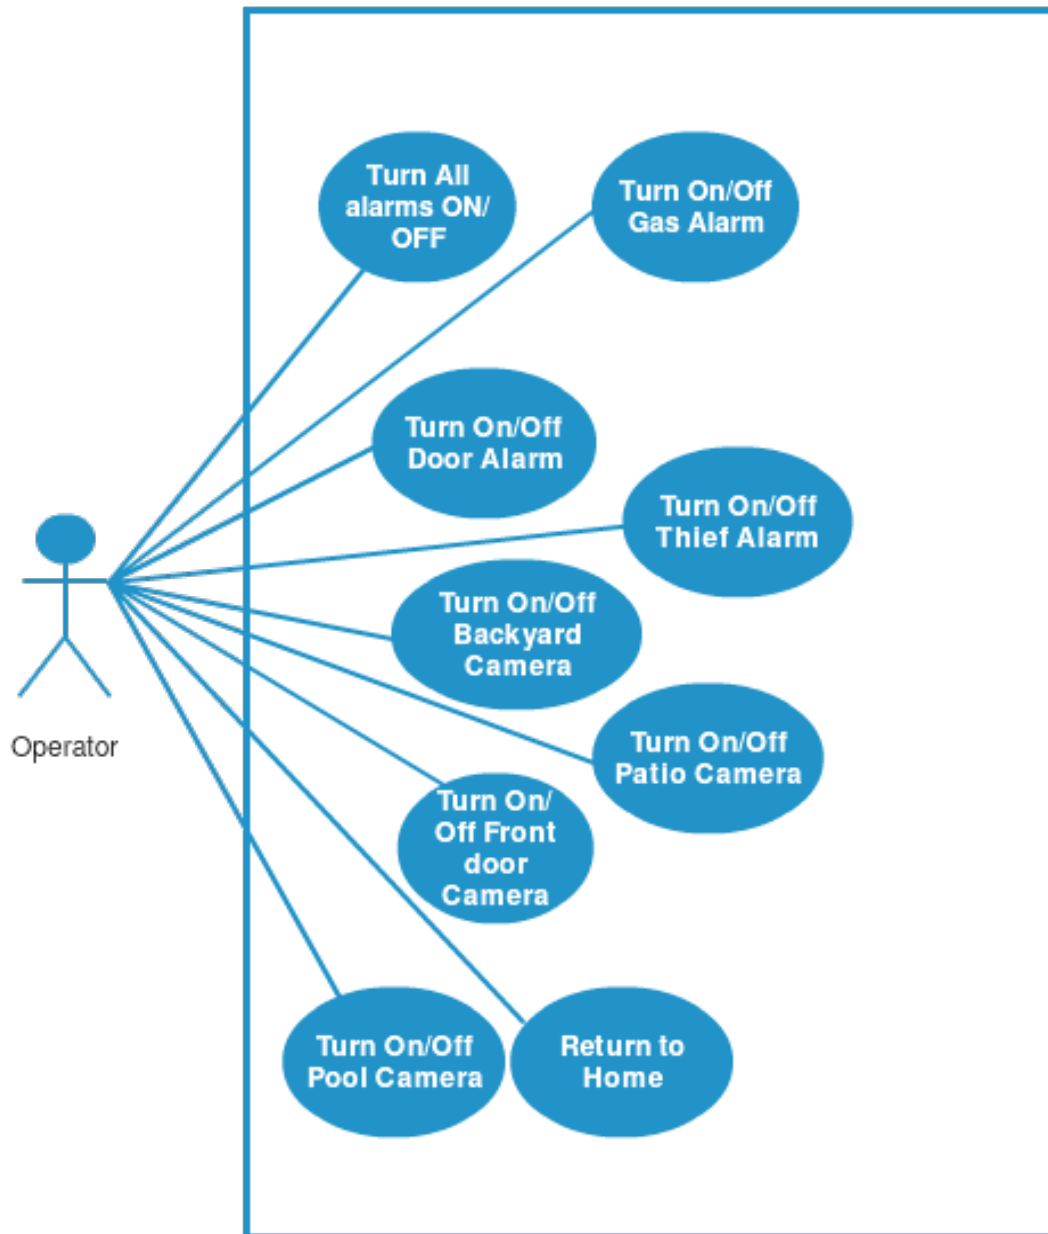 Turn All
alarms ON/
OFF
Turn On/Off
Gas Alarm
Turn On/Off
Door Alarm
Turn On/Off
Thief Alarm
Turn On/Off
Backyard
Camera
Operator
Turn On/Off
Patio Camera
Turn On/
Off Front
door
Camera
Turn On/Off
Pool Camera
Return to
Home